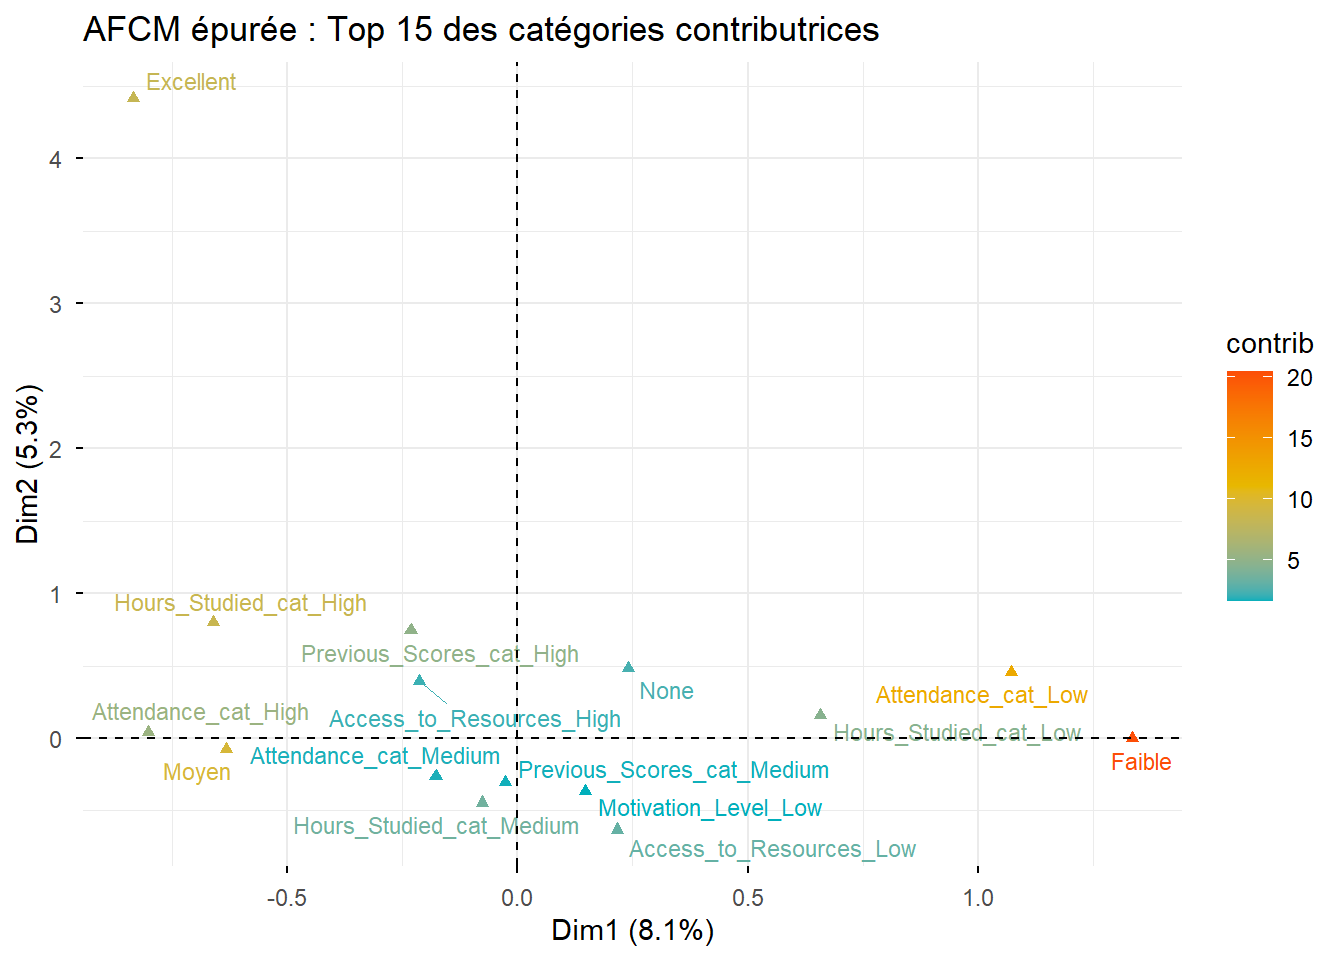 AFCM épurée : Top 15 des catégories contributrices
Excellent
4
3
2
1
0
Dim2 (5.3%)
Hours_Studied_cat_High
Previous_Scores_cat_High
None
Attendance_cat_Low
Attendance_cat_High
Access_to_Resources_High
Hours_Studied_cat_Low
Attendance_cat_Medium
Faible
Moyen
Previous_Scores_cat_Medium
Motivation_Level_Low
Hours_Studied_cat_Medium
Access_to_Resources_Low
-0.5
0.0
0.5
1.0
Dim1 (8.1%)
contrib
20
15
10
5